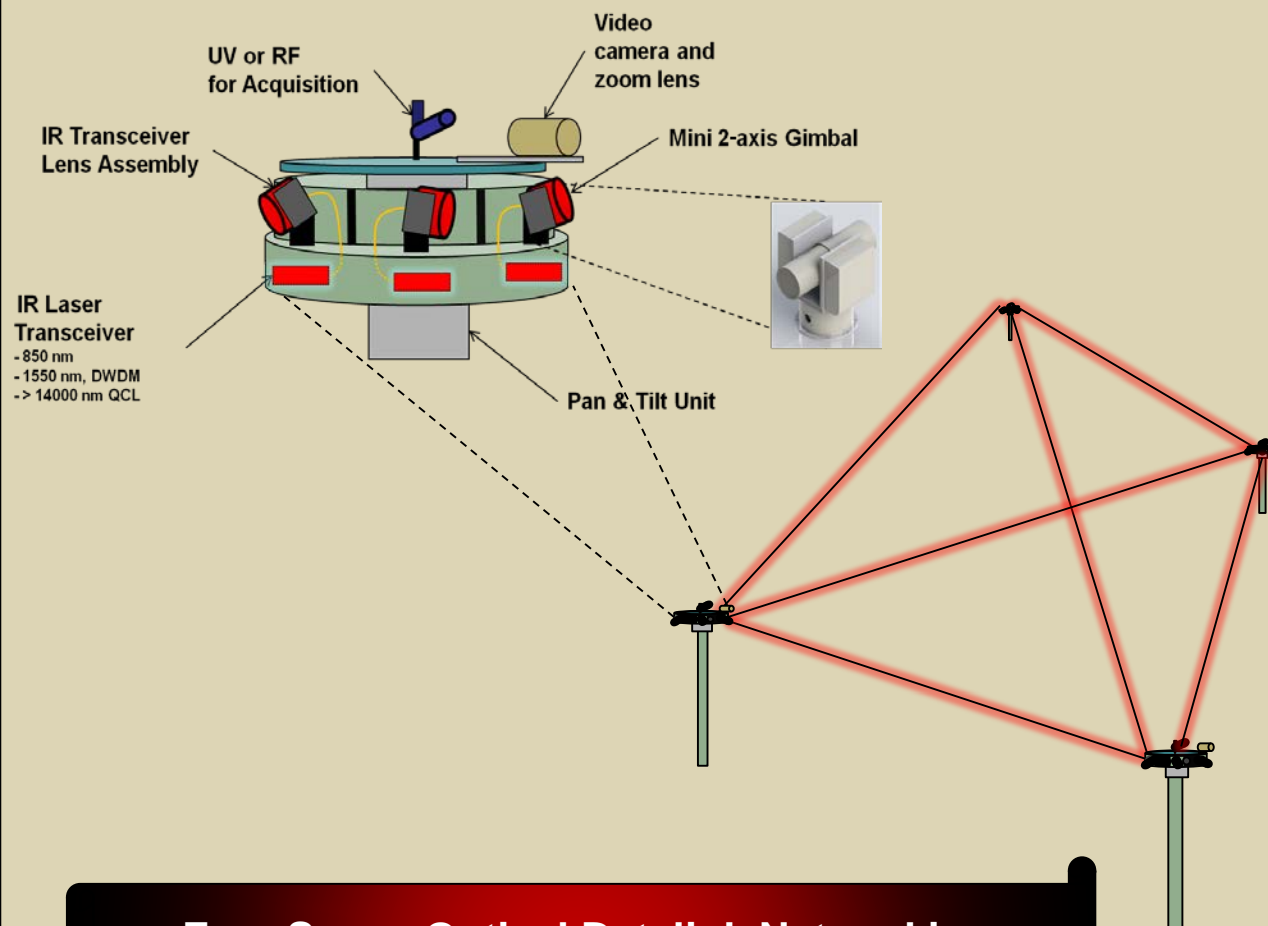 Video
camera and
zoom lens
UV or RF
for Acquisition
IR Transceiver
Lens Assembly
Mini 2-axis Gimbal
IR Laser
Transceiver
- 850 nm
- 1550 nm, DWDM
- > 14000 nm QCL
Pan & Tilt Unit